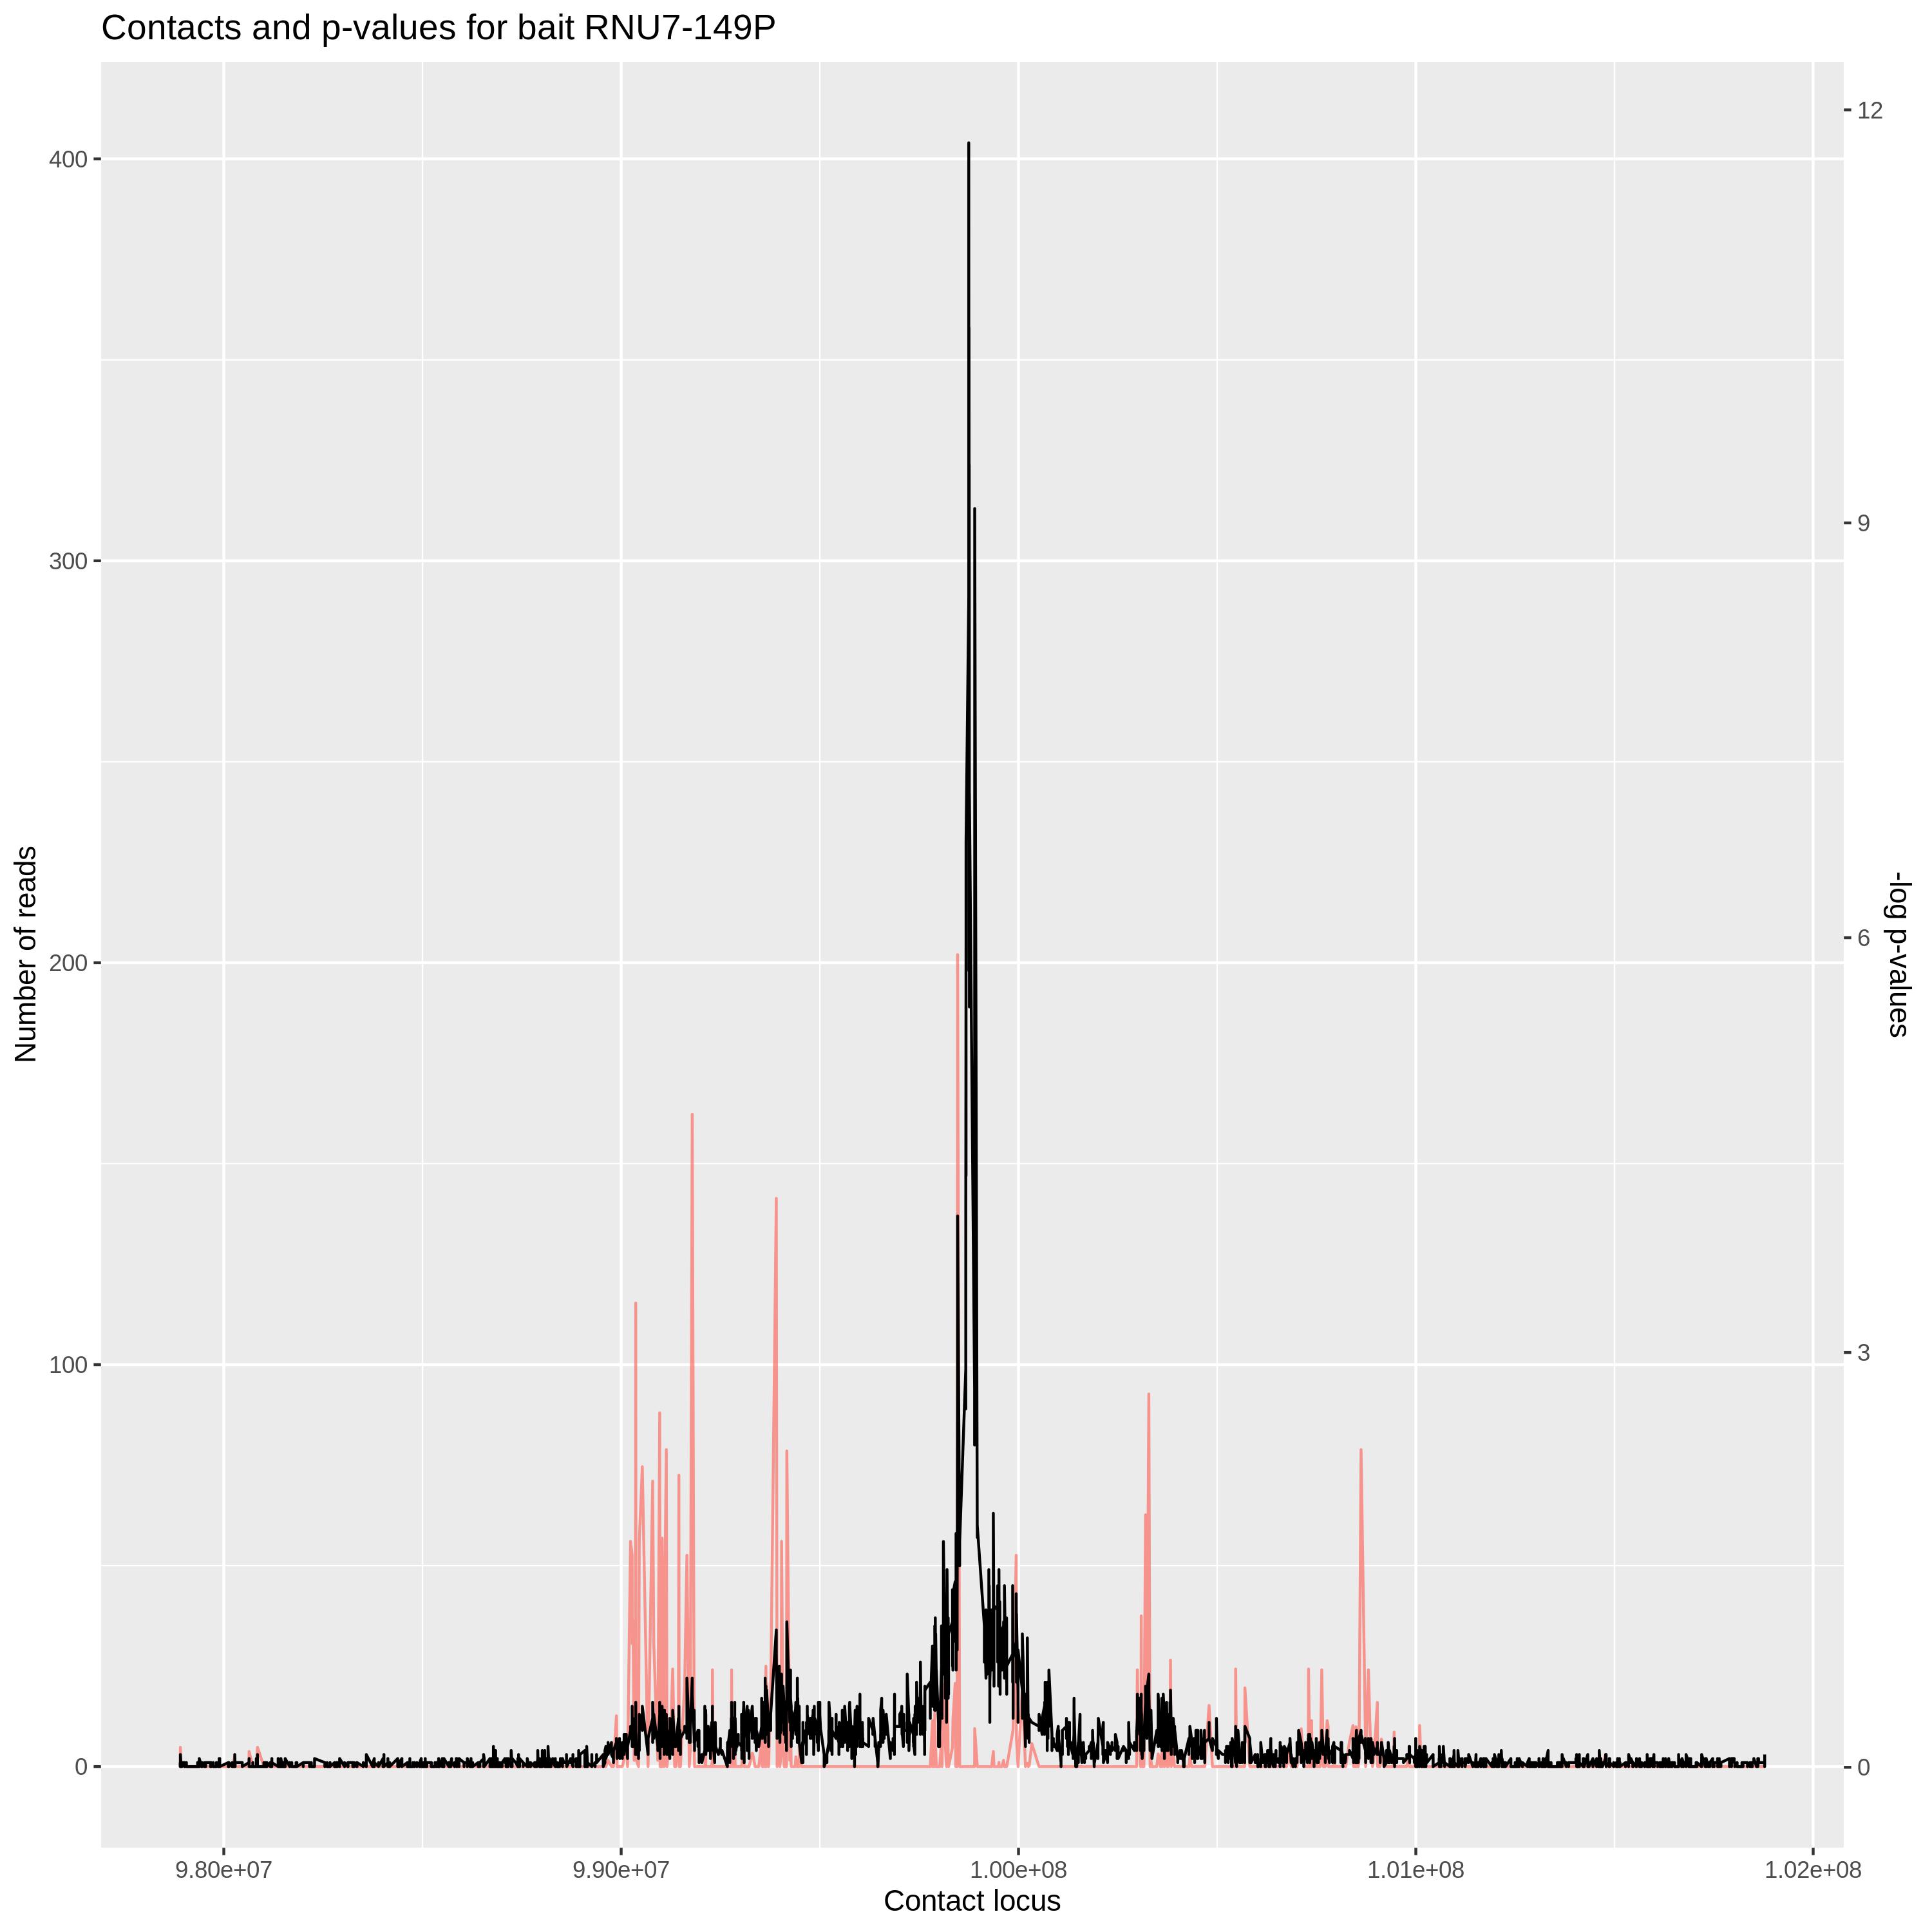 Contacts and p-values for bait RNU7-149P
400
300
200
100
0
12
9
6
3
0
Number of reads
-log p-values
9.80e+07
9.90e+07
1.00e+08
1.01e+08
1.02e+08
Contact locus